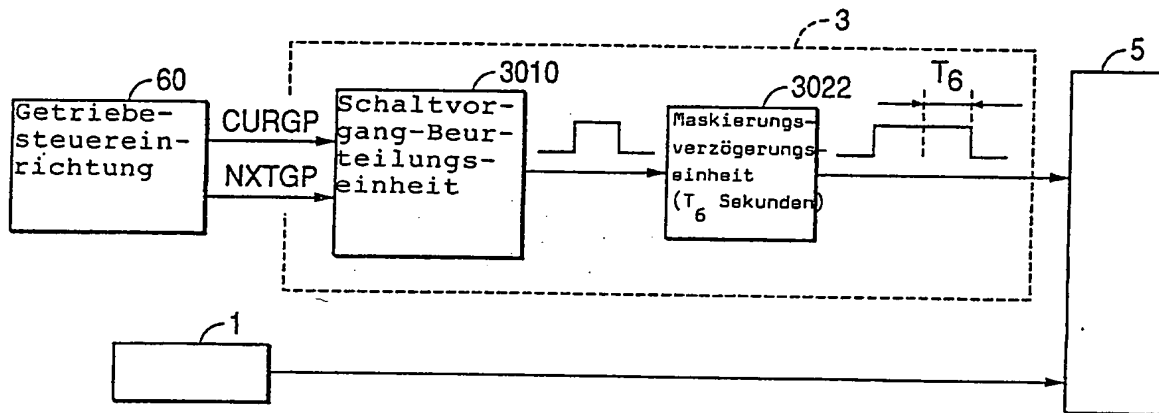 3
5
60
Getriebe-
steuerein-
richtung
CURGP
NXTGP
3010
Schaltvor-
gang-Beur-
teilungs-
einheit
3022
Maskierungs-
verzögerungs-
einheit
(T6 Sekunden)
T6
1